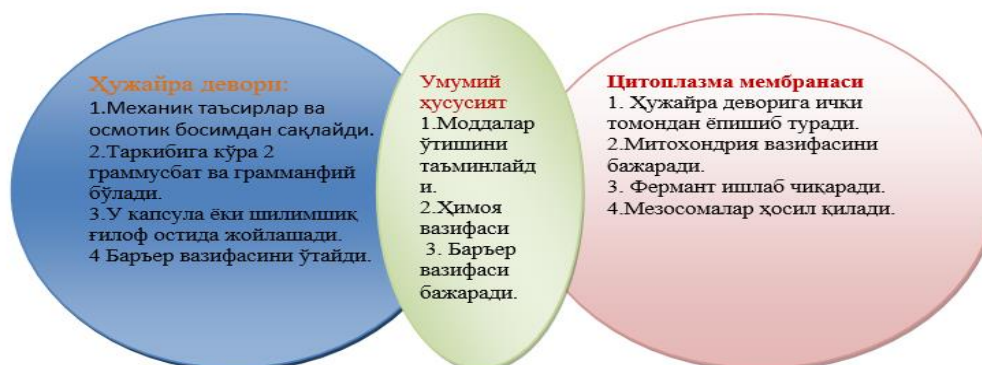 Ҳужайра девори:
1.Механик таъсирлар ва
осмотик босимдан сақлайди.
2.Таркибига кўра 2
граммусбат ва грамманфий
бўлади.
3.У капсула ёки шилимшиқ
ғилоф остида жойлашади.
4 Баръер вазифасини ўтайди.
Умумий
ҳусусият
1.Моддалар
ўтишини
таъминлайд
и.
2.Ҳимоя
вазифаси
3. Баръер
вазифаси
бажаради.
Цитоплазма мембранаси
1. Ҳужайра деворига ички
томондан ёпишиб туради.
2.Митохондрия вазифасини
бажаради.
3. Фермант ишлаб чиқаради.
4.Мезосомалар ҳосил қилади.